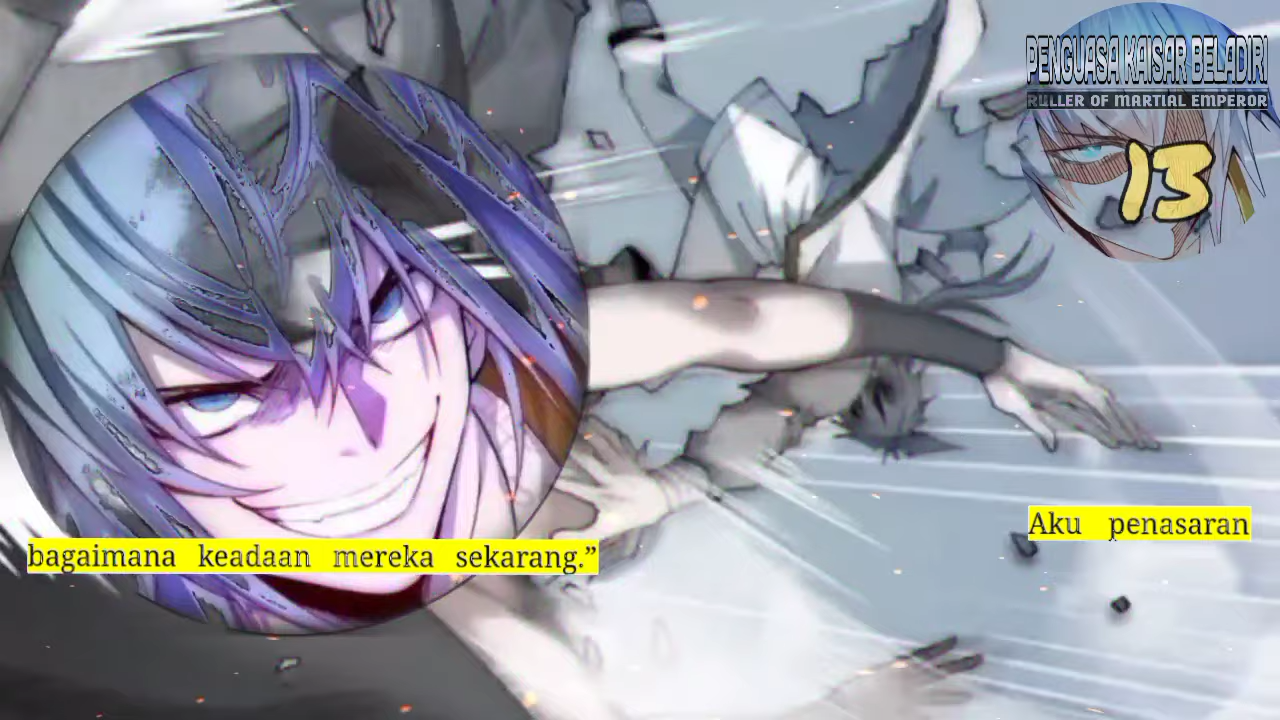 PENGUASA KAISAR BELADIRI
RULLER OF MARTIAL EMPEROR
13
Aku penasaran
bagaimana keadaan mereka sekarang.”